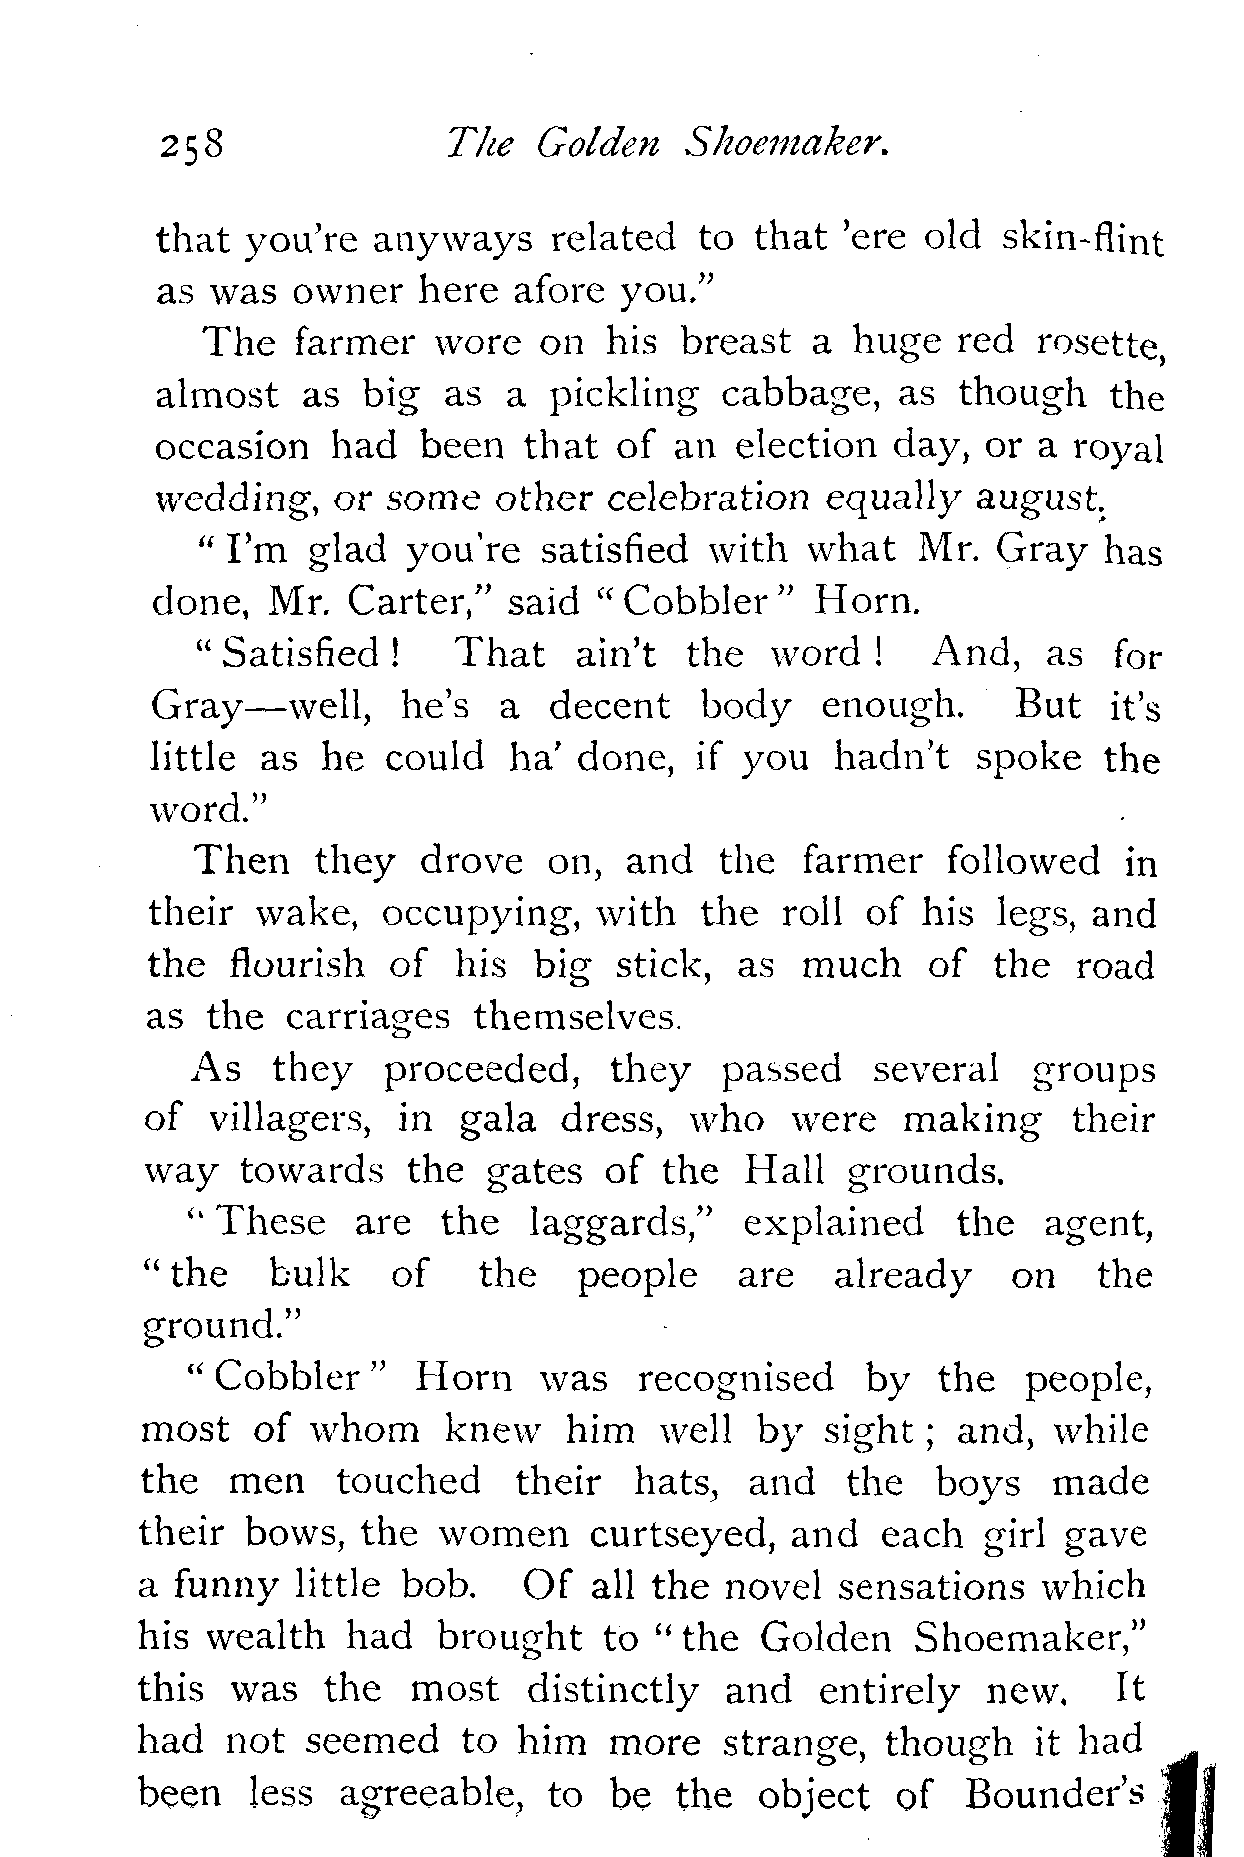 258 The Golden Shoemaker.
that you're anyways related to that 'ere old skin-flint
as was owner here afore you."
The farmer wore on his breast a huge red rosette,
almost as big as a pickling cabbage, as though the
occasion had been that of an election day, or a royal
wedding, or some other celebration equally august.
" I'm glad you're satisfied with what Mr. Gray has
done, Mr. Carter," said " Cobbler " Horn.
" Satisfied ! That ain't the word ! And, as for
Gray—well, he's a decent body enough. But it's
little as he could ha' done, if you hadn't spoke the
word."
Then they drove on, and the farmer followed in
their wake, occupying, with the roll of his legs, and
the flourish of his big stick, as much of the road
as the carriages themselves.
As they proceeded, they passed several groups
of villagers, in gala dress, who were making their
way towards the gates of the Hall grounds.
" These are the laggards," explained the agent,
" the bulk of the people are already on the
ground."
" Cobbler " Horn was recognised by the people,
most of whom knew him well by sight ; and, while
the men touched their hats, and the boys made
their bows, the women curtseyed, and each girl gave
a funny little bob. Of all the novel sensations which
his wealth had brought to " the Golden Shoemaker,"
this was the most distinctly and entirely new. It
had not seemed to him more strange, though it had
been less agreeable, to be the object of Bounder's